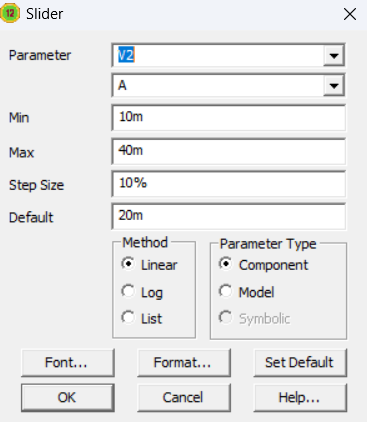 12 Slider
Parameter V2
A
Min 10m
Max 40m
Step Size 10%
Default 20m
Method Parameter Type
Linear Component
Log Model
List Symbolic
Font... Format... Set Default
OK Cancel Help...